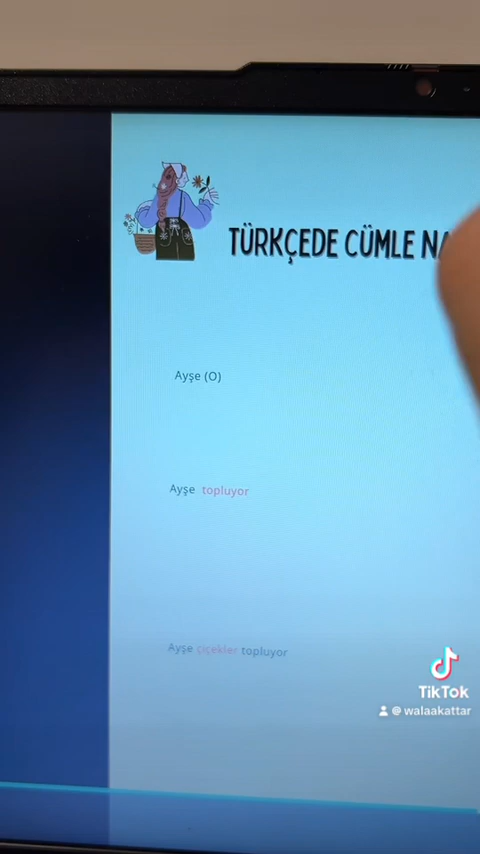 TÜRKÇEDE CÜMLE
Ayşe (O)
Ayşe topluyor
Ayşe çiçekler topluyor
TikTok
@ walaakattar